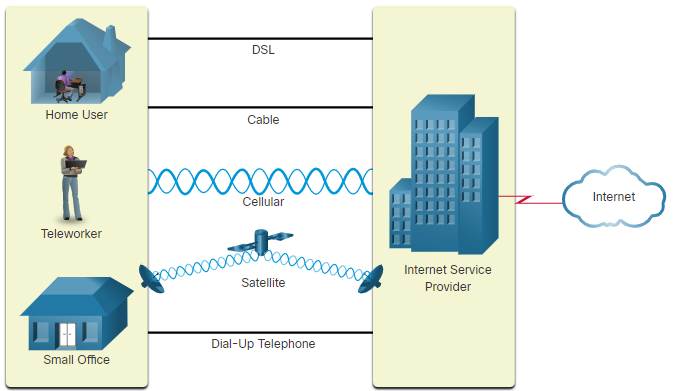 DSL
Home User
Cable
Cellular
Internet
Teleworker
Satellite
Internet Service
Provider
Dial-Up Telephone
Small Office